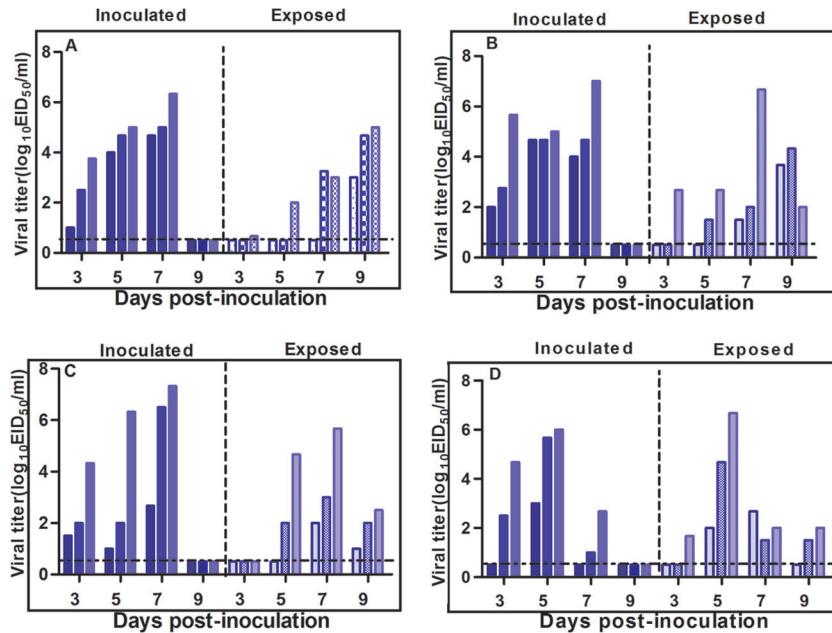 Inoculated Exposed
A
8
6
4
2
0
Viral titer(log10EID50/ml)
3 5 7 9 3 5 7 9
Days post-inoculation
Inoculated Exposed
B
8
6
4
2
0
Viral titer(log10EID50/ml)
3 5 7 9 3 5 7 9
Days post-inoculation
Inoculated Exposed
C
8
6
4
2
0
Viral titer(log10EID50/ml)
3 5 7 9 3 5 7 9
Days post-inoculation
Inoculated Exposed
D
8
6
4
2
0
Viral titer(log10EID50/ml)
3 5 7 9 3 5 7 9
Days post-inoculation